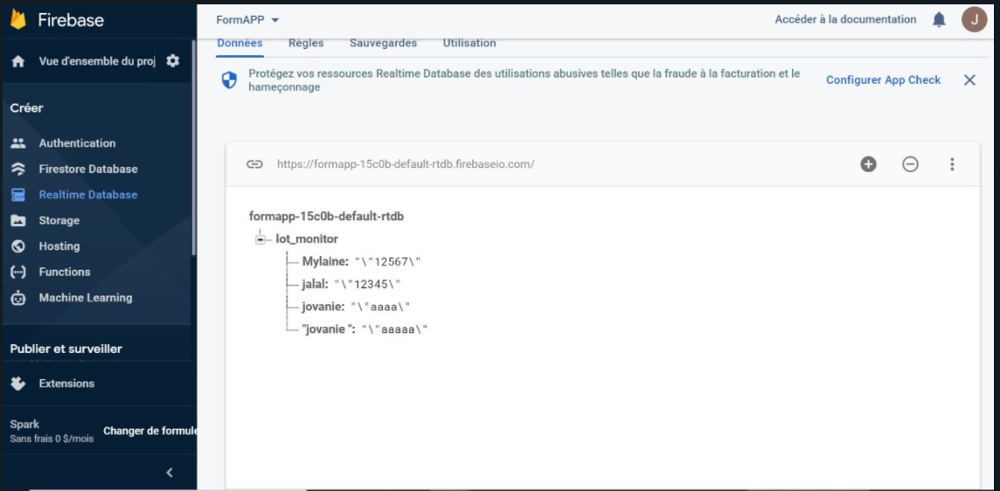 Firebase
FormAPP
Accéder à la documentation
J
Vue d'ensemble du proj
Données
Règles
Sauvegardes
Utilisation
Protégez vos ressources Realtime Database des utilisations abusives telles que la fraude à la facturation et le
hameçonnage
Configurer App Check
Créer
Authentication
Firestore Database
Realtime Database
Storage
Hosting
Functions
Machine Learning
Publier et surveiller
Extensions
Spark
Sans frais 0 $/mois
Changer de formule
https://formapp-15c0b-default-rtdb.firebaseio.com/
formapp-15c0b-default-rtdb
lot_monitor
Mylaine: "\"12567\"
jalal: "\"12345\"
jovanie: "\"aaaa\"
"jovanie ": "\"aaaaa\"